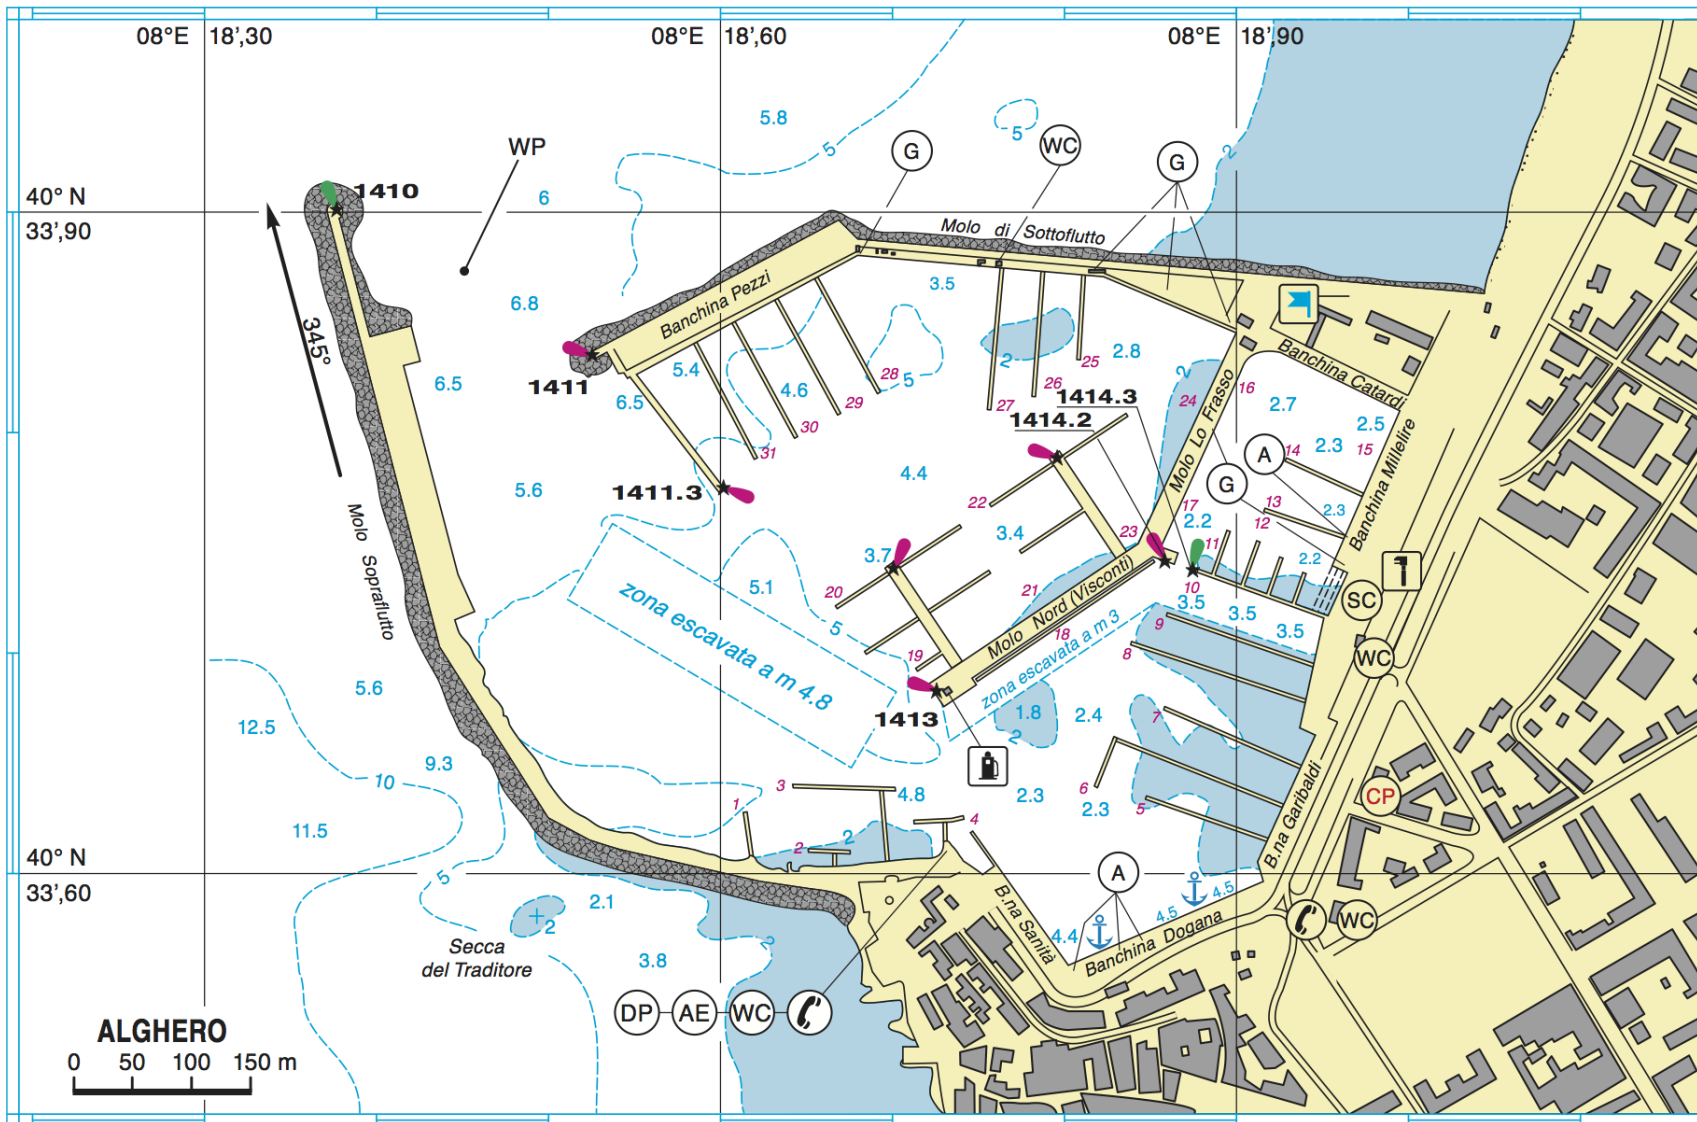 08°E 18',30
08°E 18',60
08°E 18',90
40° N
33',90
40° N
33',60
WP
1410
345°
Molo Sopraflutto
1411
1411.3
Banchina Pezzi
Molo di Sottoflutto
G
WC
G
5.8
5
5
2
6
6.8
6.5
5.6
5.6
12.5
10
9.3
11.5
5
2.1
2
3.8
2
3.5
5.4
6.5
4.6
5
2
2.8
4.4
3.4
3.7
5.1
5
31
30
29
28
27
26
25
1414.3
1414.2
24
2
Molo Lo Frasso
16
2.7
Banchina Catardi
2.5
2.3
15
14
A
G
13
12
2.3
2.2
17
2.2
11
10
Banchina Millelire
22
23
20
21
19
18
Molo Nord (Visconti)
zona escavata a m 3
zona escavata a m 4.8
1413
3.5
3.5
3.5
9
8
7
6
5
SC
WC
CP
B.na Garibaldi
1.8
2
2.4
2.3
2.3
4.8
1
3
2
2
4
A
4.4
4.5
4.5
B.na Sanità
Banchina Dogana
WC
Secca
del Traditore
DP AE WC
ALGHERO
0 50 100 150 m